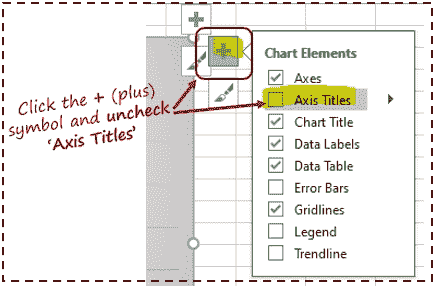 Click the + (plus)
symbol and uncheck
'Axis Titles'
Chart Elements
Axes
Axis Titles
Chart Title
Data Labels
Data Table
Error Bars
Gridlines
Legend
Trendline